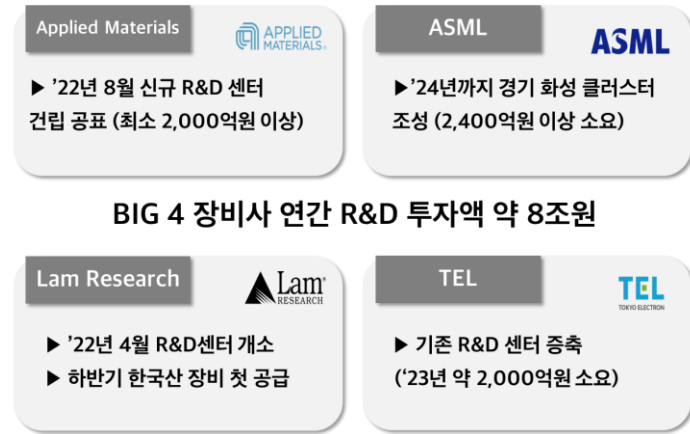 Applied Materials
APPLIED
MATERIALS.
▶ ’22년 8월 신규 R&D 센터
건립 공표 (최소 2,000억원 이상)
ASML
ASML
▶’24년까지 경기 화성 클러스터
조성 (2,400억원 이상 소요)
BIG 4 장비사 연간 R&D 투자액 약 8조원
Lam Research
Lam
RESEARCH
▶ ’22년 4월 R&D센터 개소
▶ 하반기 한국산 장비 첫 공급
TEL
TEL
TOKYO ELECTRON
▶ 기존 R&D 센터 증축
(‘23년 약 2,000억원 소요)